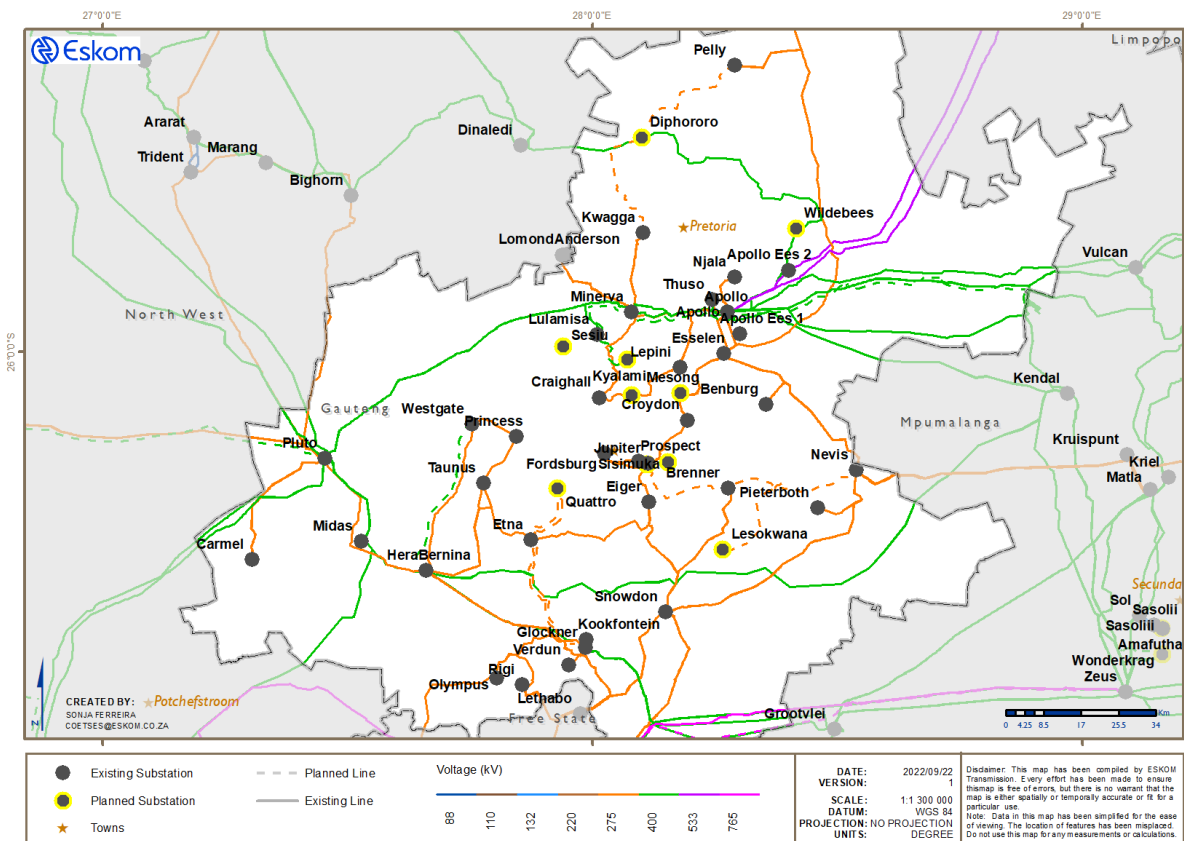 27°0'0"E
28°0'0"E
29°0'0"E
26°0'0"S
Eskom
Limpopo
Pelly
Ararat
Trident
Marang
Bighorn
Dinaledi
Diphororo
Kwagga
Pretoria
Wildebees
LomondAnderson
Njala
Apollo Ees 2
Vulcan
Thuso
Apollo
Minerva
Apollo
Apollo Ees 1
North West
Lulamisa
Sesiu
Esselen
Lepini
Kyalami
Mesong
Craighall
Benburg
Kendal
Gauteng
Westgate
Croydon
Princess
Mpumalanga
Pluto
Jupiter
Prospect
Kruispunt
Taunus
Fordsburg
Sisimuka
Brenner
Nevis
Kriel
Matla
Eiger
Pieterboth
Quattro
Midas
Etna
Lesokwana
Carmel
HeraBernina
Secunda
Snowdon
Sol
Sasolii
Kookfontein
Sasoliii
Glockner
Amafutha
Verdun
Wonderkrag
Rigi
Zeus
Olympus
Lethabo
Free State
Grootvlei
Potchefstroom
CREATED BY:
SONJA FERREIRA
COETSES@ESKOM.CO.ZA
N
Km
0 4.25 8.5 17 25.5 34
Existing Substation
Planned Substation
Towns
Planned Line
Existing Line
Voltage (kV)
88
110
132
220
275
400
533
765
DATE: 2022/09/22
VERSION: 1
SCALE: 1:1 300 000
DATUM: WGS 84
PROJECTION: NO PROJECTION
UNITS: DEGREE
Disclaimer: This map has been compiled by ESKOM
Transmission. Every effort has been made to ensure
thismap is free of errors, but there is no warrant that the
map is either spatially or temporally accurate or fit for a
particular use.
Note: Data in this map has been simplified for the ease
of viewing. The location of features has been misplaced.
Do not use this map for any measurements or calculations.